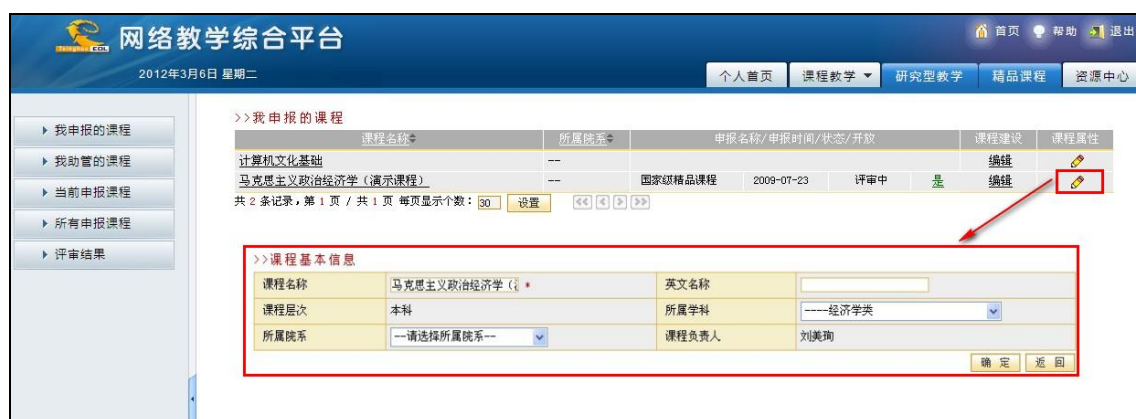 Tsinghua EOL 网络教学综合平台 首页 帮助 退出
2012年3月6日 星期二 个人首页 课程教学 研究型教学 精品课程 资源中心
我申报的课程
我助管的课程
当前申报课程
所有申报课程
评审结果
>>我申报的课程
课程名称 所属院系 申报名称/申报时间/状态/开放 课程建设 课程属性
计算机文化基础 -- 编辑
马克思主义政治经济学（演示课程） -- 国家级精品课程 2009-07-23 评审中 是 编辑
共 2 条记录，第 1 页 / 共 1 页 每页显示个数：30 设置 << < > >>
>>课程基本信息
课程名称 马克思主义政治经济学（ * 英文名称
课程层次 本科 所属学科 ----经济学类
所属院系 --请选择所属院系-- 课程负责人 刘美珣
确 定 返 回